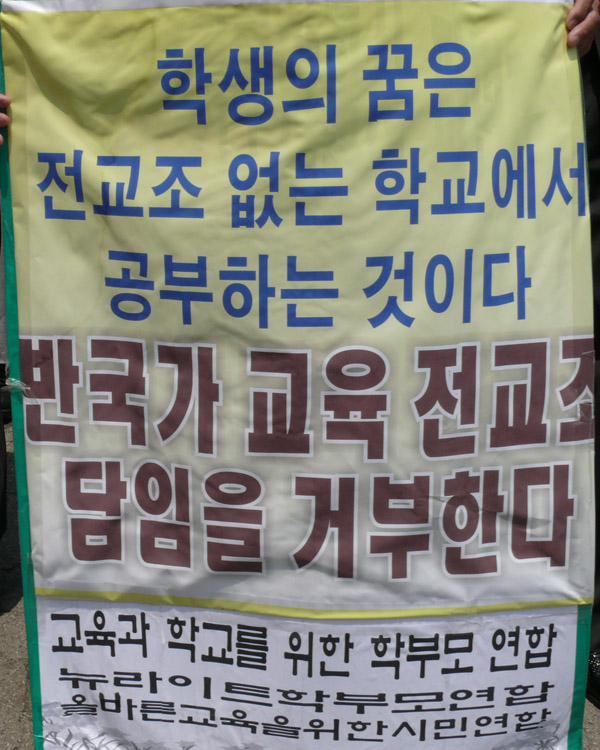 학생의 꿈은
전교조 없는 학교에서
공부하는 것이다
반국가 교육 전교조
담임을 거부한다
교육과 학교를 위한 학부모 연합
뉴라이트학부모연합
올바른교육을위한시민연합